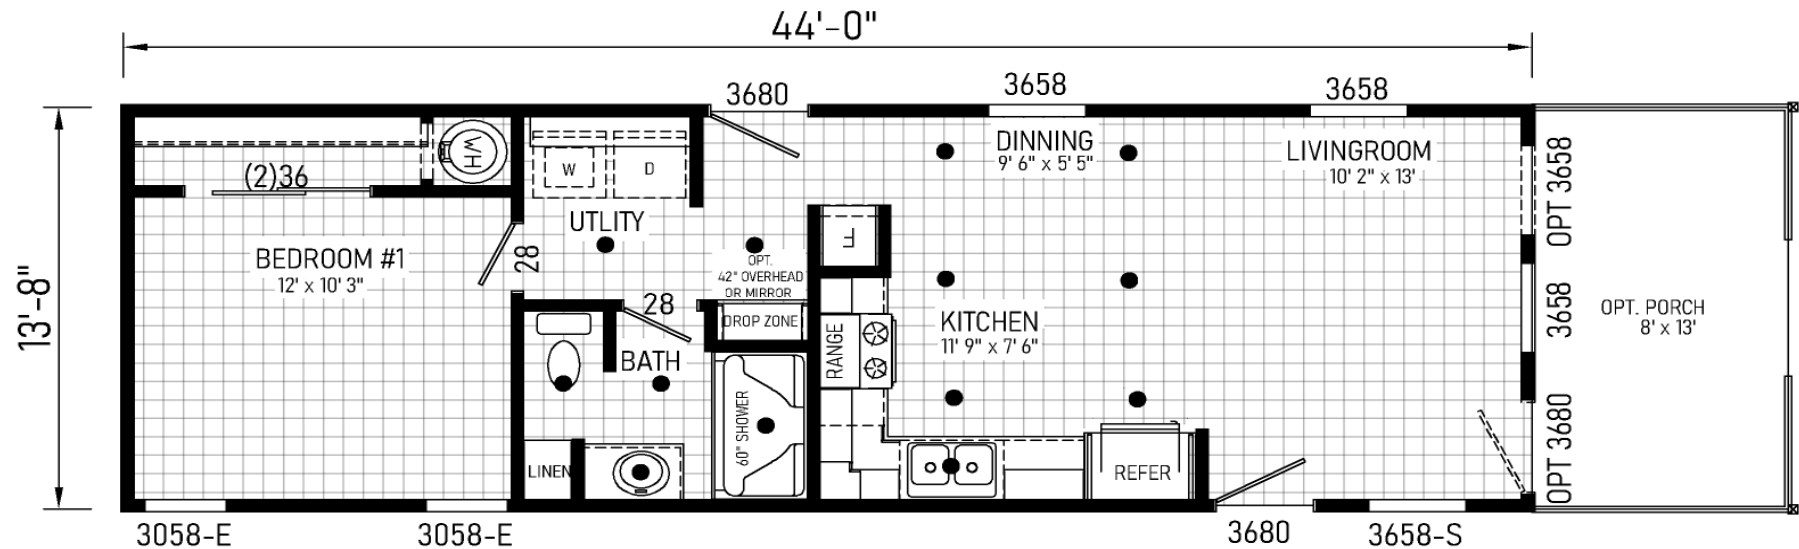 44'-0"
3680
3658
3658
13'-8"
(2)36
WH
W
D
UTLITY
DINNING
9' 6" x 5' 5"
LIVINGROOM
10' 2" x 13'
OPT 3658
BEDROOM #1
12' x 10' 3"
28
OPT.
42" OVERHEAD
OR MIRROR
F
28
DROP ZONE
KITCHEN
11' 9" x 7' 6"
RANGE
3658
OPT. PORCH
8' x 13'
BATH
60" SHOWER
LINEN
REFER
OPT 3680
3058-E
3058-E
3680
3658-S